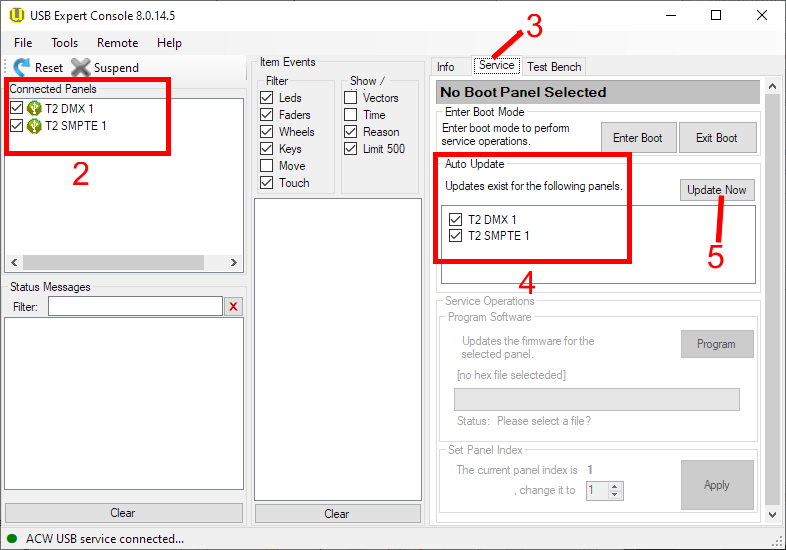 USB Expert Console 8.0.14.5
File Tools Remote Help
Reset Suspend
Connected Panels
T2 DMX 1
T2 SMPTE 1
2
Status Messages
Filter:
X
Clear
Item Events
Filter
Leds
Faders
Wheels
Keys
Move
Touch
Show /
Vectors
Time
Reason
Limit 500
Clear
3
Info Service Test Bench
No Boot Panel Selected
Enter Boot Mode
Enter boot mode to perform
service operations.
Enter Boot Exit Boot
Auto Update
Updates exist for the following panels.
Update Now
T2 DMX 1
T2 SMPTE 1
4
5
Service Operations
Program Software
Updates the firmware for the
selected panel.
Program
[no hex file selecteded]
Status: Please select a file?
Set Panel Index
The current panel index is 1
, change it to 1
Apply
ACW USB service connected...